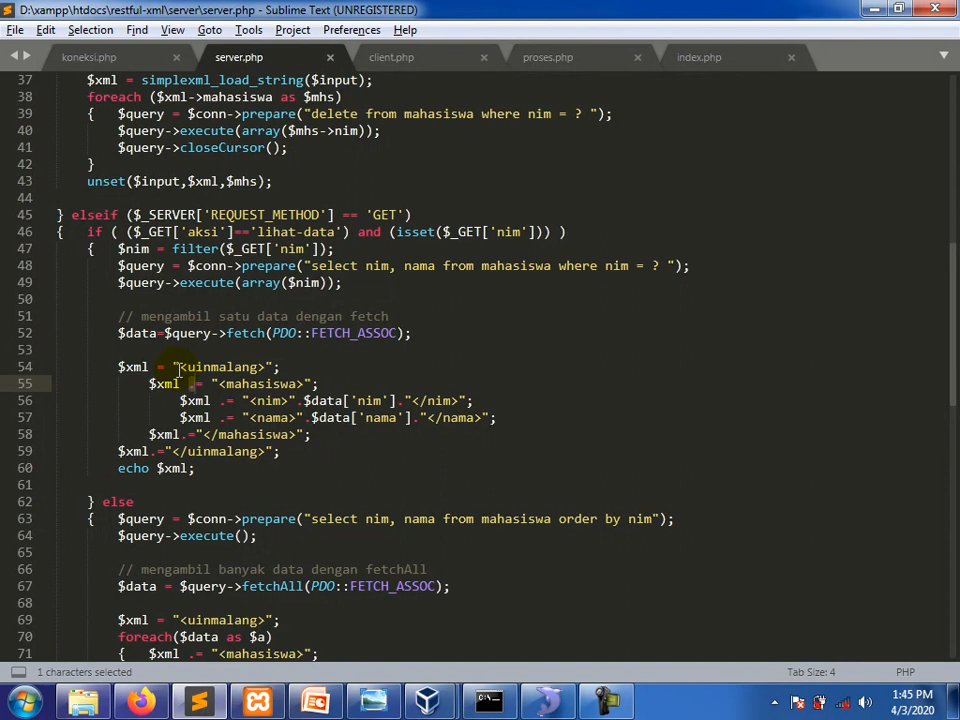 D:\xampp\htdocs\restful-xml\server\server.php - Sublime Text (UNREGISTERED)
File Edit Selection Find View Goto Tools Project Preferences Help
koneksi.php server.php client.php proses.php index.php
37 $xml = simplexml_load_string($input);
38 foreach ($xml->mahasiswa as $mhs)
39 { $query = $conn->prepare("delete from mahasiswa where nim = ? ");
40 $query->execute(array($mhs->nim));
41 $query->closeCursor();
42 }
43 unset($input,$xml,$mhs);
44
45 } elseif ($_SERVER['REQUEST_METHOD'] == 'GET')
46 { if ( ($_GET['aksi']=='lihat-data') and (isset($_GET['nim'])) )
47 { $nim = filter($_GET['nim']);
48 $query = $conn->prepare("select nim, nama from mahasiswa where nim = ? ");
49 $query->execute(array($nim));
50
51 // mengambil satu data dengan fetch
52 $data=$query->fetch(PDO::FETCH_ASSOC);
53
54 $xml = "<uinmalang>";
55 $xml .= "<mahasiswa>";
56 $xml .= "<nim>".$data['nim']."</nim>";
57 $xml .= "<nama>".$data['nama']."</nama>";
58 $xml.="</mahasiswa>";
59 $xml.="</uinmalang>";
60 echo $xml;
61
62 } else
63 { $query = $conn->prepare("select nim, nama from mahasiswa order by nim");
64 $query->execute();
65
66 // mengambil banyak data dengan fetchAll
67 $data = $query->fetchAll(PDO::FETCH_ASSOC);
68
69 $xml = "<uinmalang>";
70 foreach($data as $a)
71 { $xml .= "<mahasiswa>";
1 characters selected Tab Size: 4 PHP
1:45 PM
4/3/2020